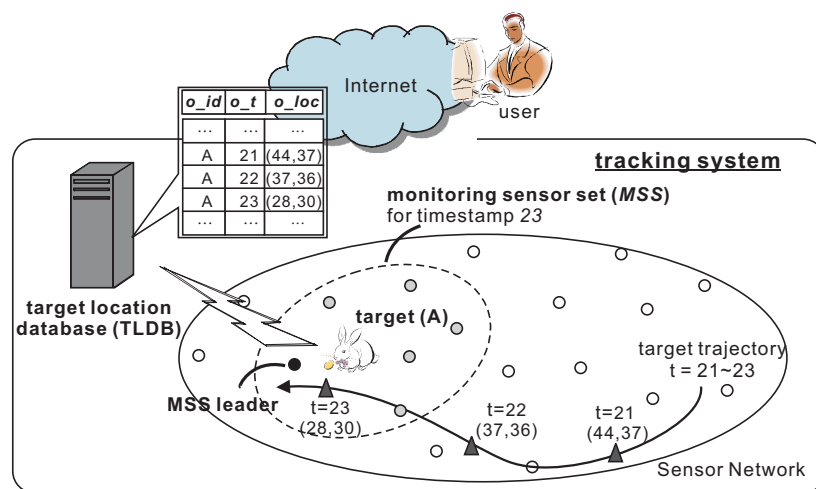 Internet
user
o_id o_t o_loc
... ... ...
A 21 (44,37)
A 22 (37,36)
A 23 (28,30)
... ... ...
tracking system
monitoring sensor set (MSS)
for timestamp 23
target location
database (TLDB)
target (A)
target trajectory
t = 21~23
MSS leader
t=23
(28,30)
t=22
(37,36)
t=21
(44,37)
Sensor Network